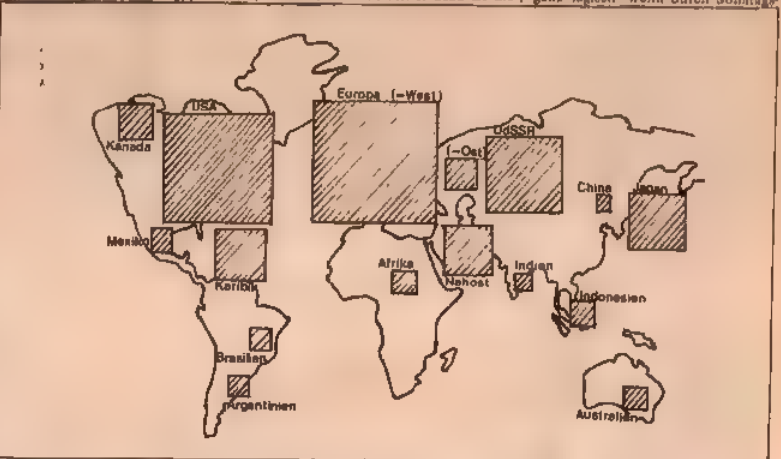 Europa (-West)
USA
Kanada
UdSSR
(-Ost)
China
Japan
Mexiko
Afrika
Indien
Karibik
Nahost
Indonesien
Brasilien
Argentinien
Australien